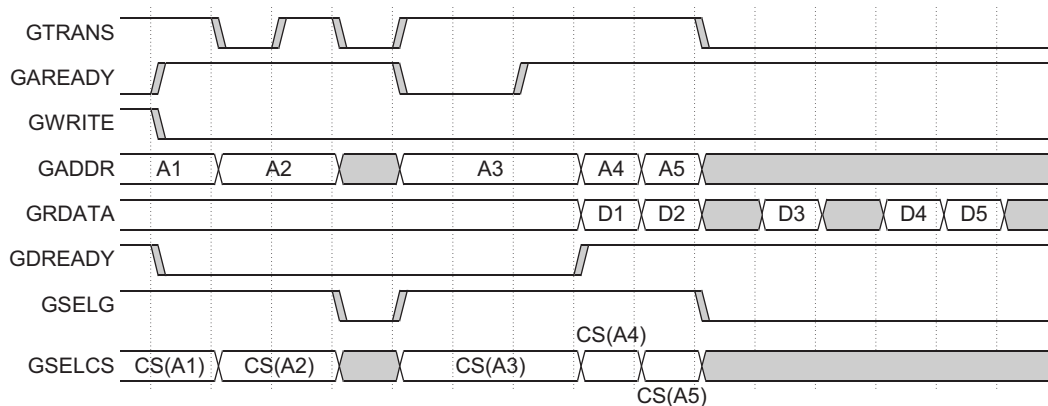 GTRANS
GAREADY
GWRITE
GADDR A1 A2 A3 A4 A5
GRDATA D1 D2 D3 D4 D5
GDREADY
GSELG
CS(A4)
GSELCS CS(A1) CS(A2) CS(A3)
CS(A5)